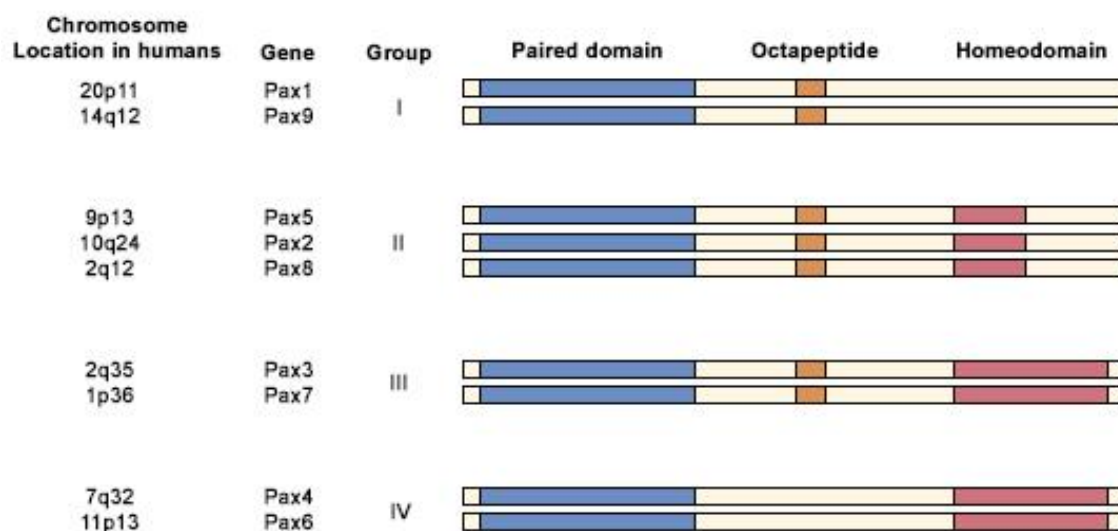 Chromosome
Location in humans Gene Group Paired domain Octapeptide Homeodomain
20p11 Pax1
I
14q12 Pax9
9p13 Pax5
10q24 Pax2 II
2q12 Pax8
2q35 Pax3
III
1p36 Pax7
7q32 Pax4
IV
11p13 Pax6